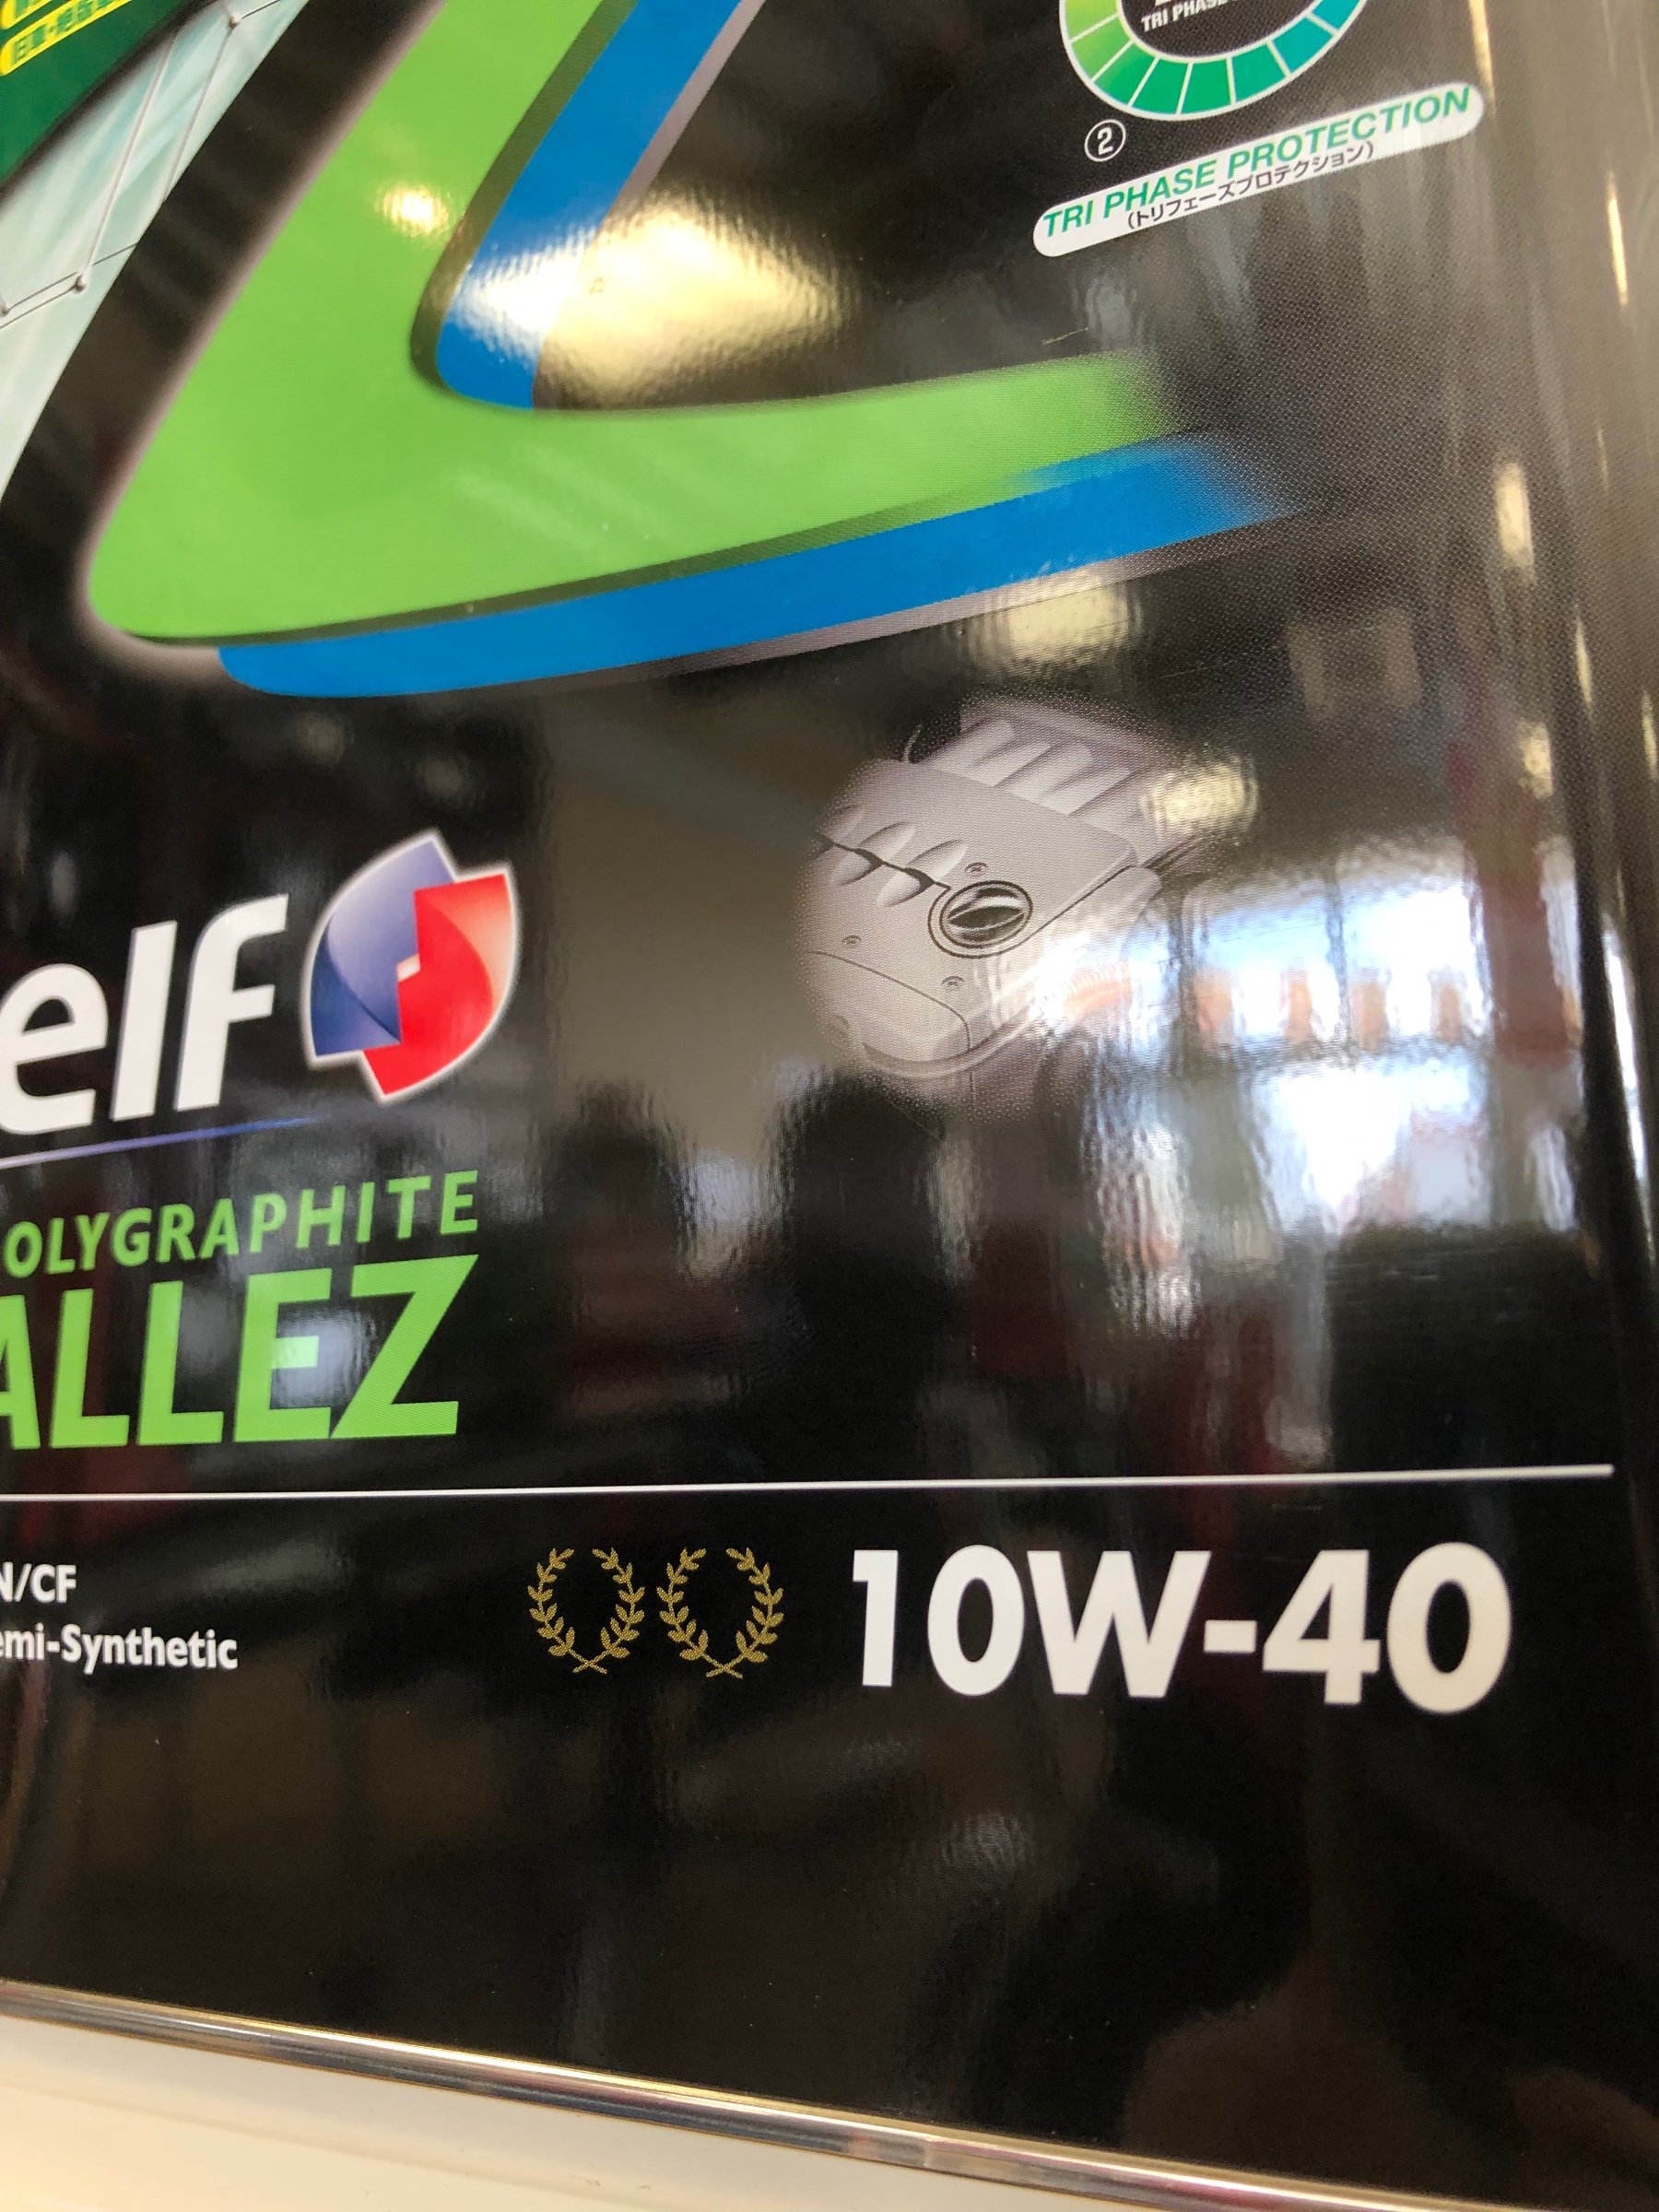 TRI PHASE
②
TRI PHASE PROTECTION
(トリフェーズプロテクション)
elf
OLYGRAPHITE
ALLEZ
N/CF
emi-Synthetic
10W-40